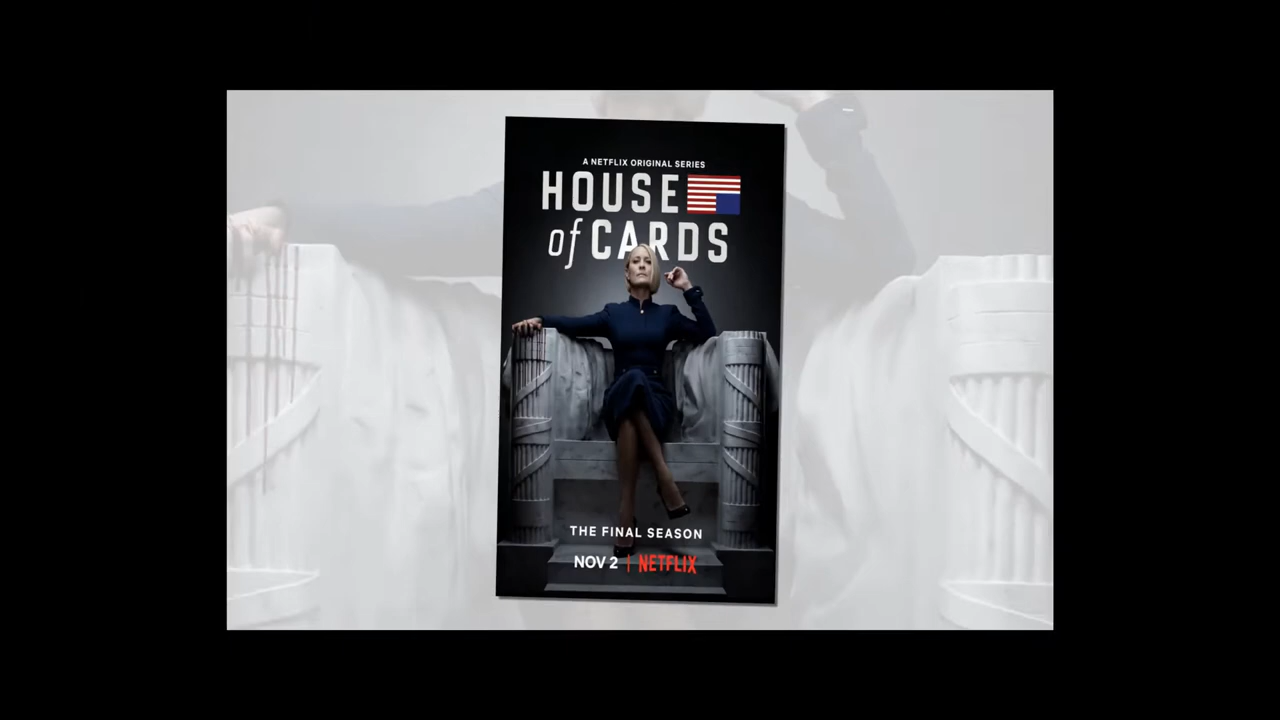 A NETFLIX ORIGINAL SERIES
HOUSE
of CARDS
THE FINAL SEASON
NOV 2 | NETFLIX